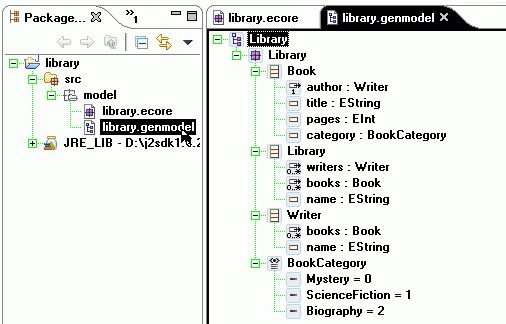 Package...
1
library
src
model
library.ecore
library.genmodel
JRE_LIB - D:\j2sdk1.3.2
library.ecore
library.genmodel
Library
Library
Book
author : Writer
title : EString
pages : EInt
category : BookCategory
Library
writers : Writer
books : Book
name : EString
Writer
books : Book
name : EString
BookCategory
Mystery = 0
ScienceFiction = 1
Biography = 2